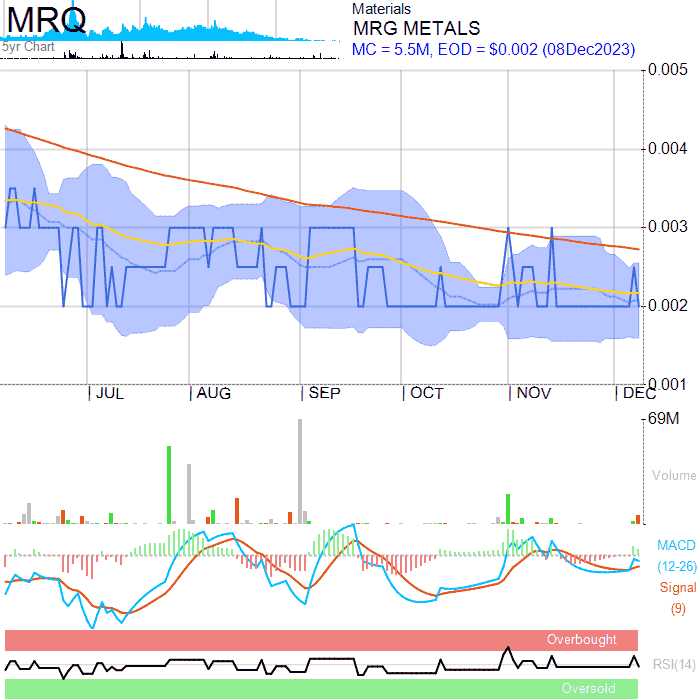 MRQ
Materials
MRG METALS
MC = 5.5M, EOD = $0.002 (08Dec2023)
5yr Chart
0.005
0.004
0.003
0.002
0.001
JUL AUG SEP OCT NOV DEC
69M
Volume
MACD
(12-26)
Signal
(9)
Overbought
RSI(14)
Oversold